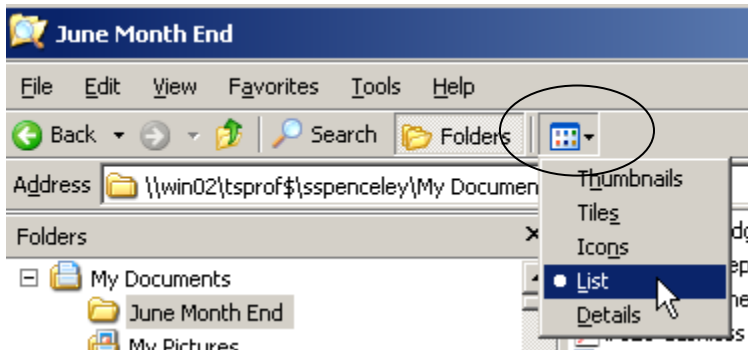 June Month End
File Edit View Favorites Tools Help
Back Search Folders
Address \\win02\tsprof$\sspenceley\My Documen
Thumbnails
Tiles
Icons
List
Details
Folders
My Documents
June Month End
My Pictures